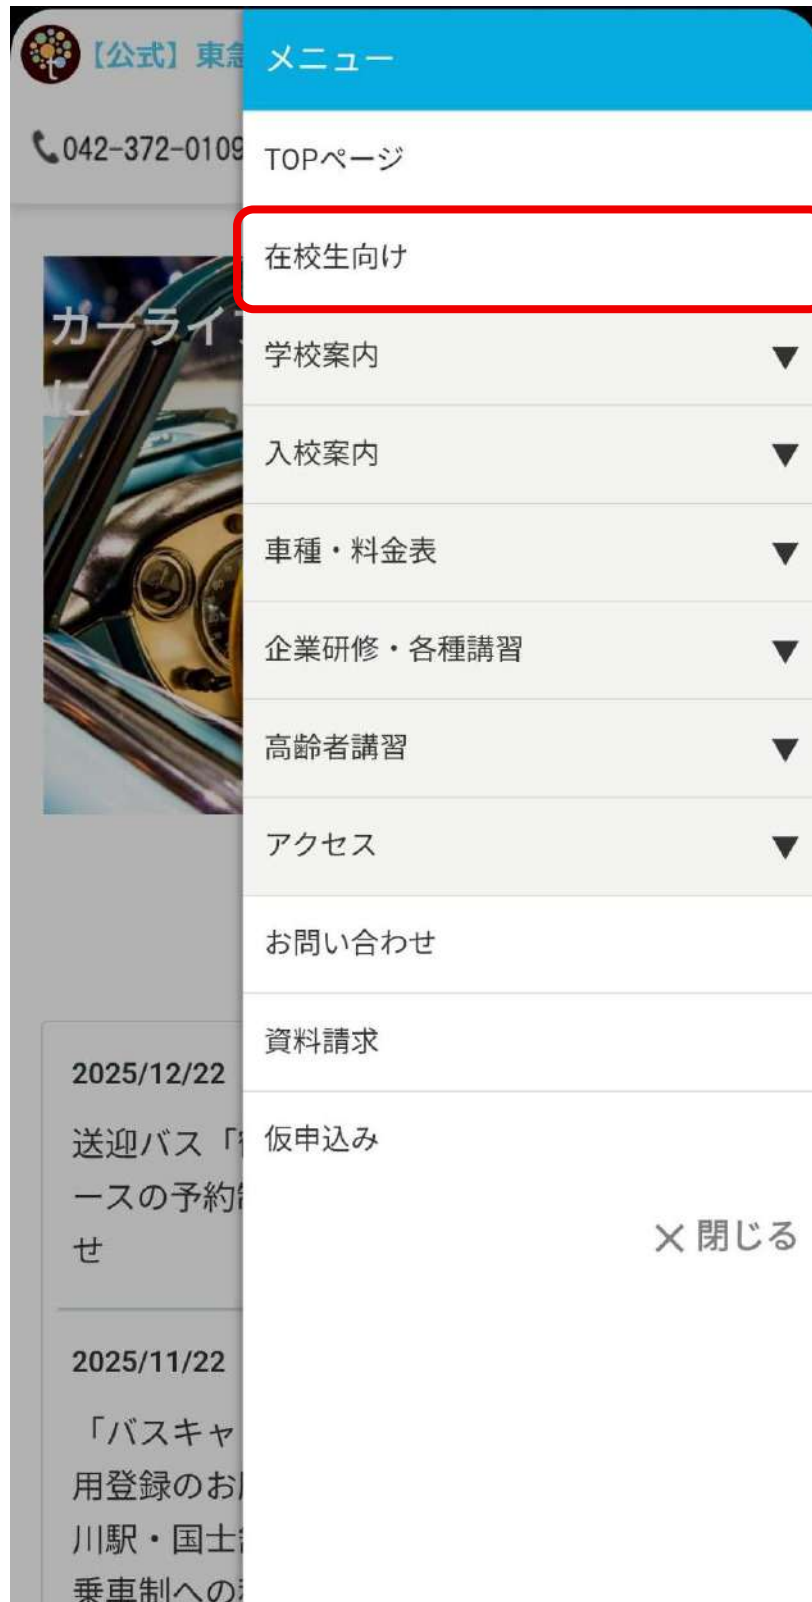 【公式】東急
メニュー
042-372-0109
TOPページ
在校生向け
カーライ
に
学校案内 ▼
入校案内 ▼
車種・料金表 ▼
企業研修・各種講習 ▼
高齢者講習 ▼
アクセス ▼
お問い合わせ
資料請求
仮申込み
× 閉じる
2025/12/22
送迎バス「
ースの予約
せ
2025/11/22
「バスキャ
用登録のお
川駅・国士
乗車制への